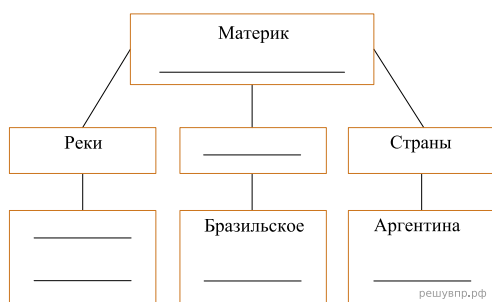 Материк
Реки
Страны
Бразильское
Аргентина
решувпр.рф